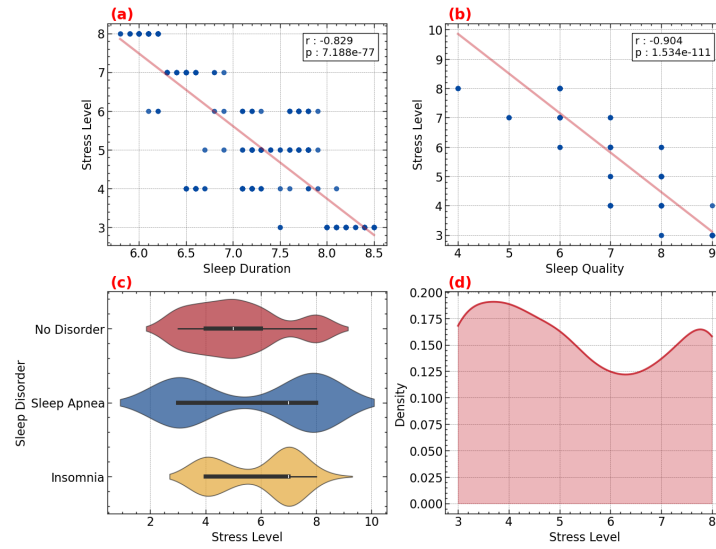 (a)
r : -0.829
p : 7.188e-77
8
7
6
5
4
3
Stress Level
6.0 6.5 7.0 7.5 8.0 8.5
Sleep Duration
(b)
r : -0.904
p : 1.534e-111
10
9
8
7
6
5
4
3
Stress Level
4 5 6 7 8 9
Sleep Quality
(c)
No Disorder
Sleep Apnea
Insomnia
Sleep Disorder
2 4 6 8 10
Stress Level
(d)
0.200
0.175
0.150
0.125
0.100
0.075
0.050
0.025
0.000
Density
3 4 5 6 7 8
Stress Level